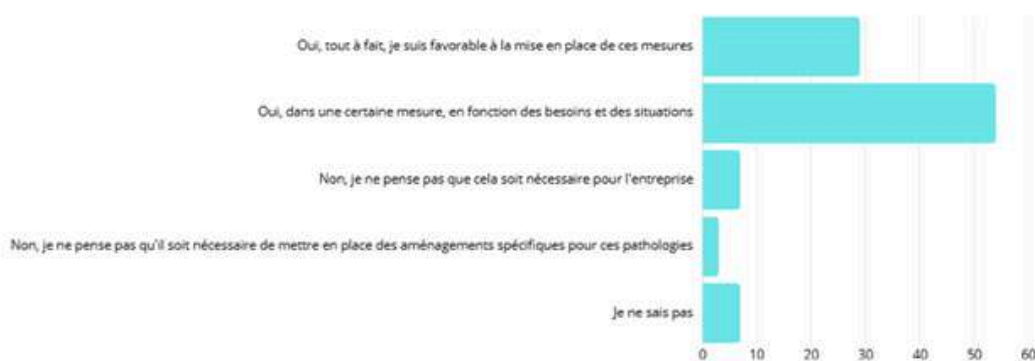 Oui, tout à fait, je suis favorable à la mise en place de ces mesures
Oui, dans une certaine mesure, en fonction des besoins et des situations
Non, je ne pense pas que cela soit nécessaire pour l'entreprise
Non, je ne pense pas qu'il soit nécessaire de mettre en place des aménagements spécifiques pour ces pathologies
Je ne sais pas
0 10 20 30 40 50 60